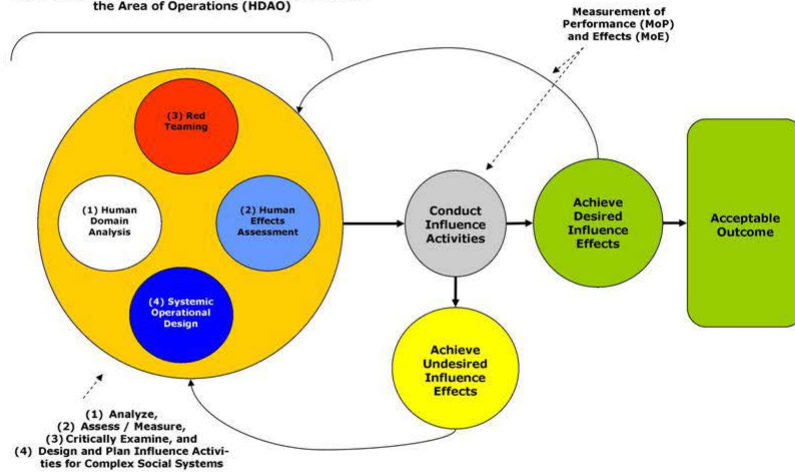 the Area of Operations (HDAO)
Measurement of
Performance (MoP)
and Effects (MoE)
(3) Red
Teaming
(1) Human
Domain
Analysis
(2) Human
Effects
Assessment
(4) Systemic
Operational
Design
Conduct
Influence
Activities
Achieve
Desired
Influence
Effects
Acceptable
Outcome
Achieve
Undesired
Influence
Effects
(1) Analyze,
(2) Assess / Measure,
(3) Critically Examine, and
(4) Design and Plan Influence Activi-
ties for Complex Social Systems